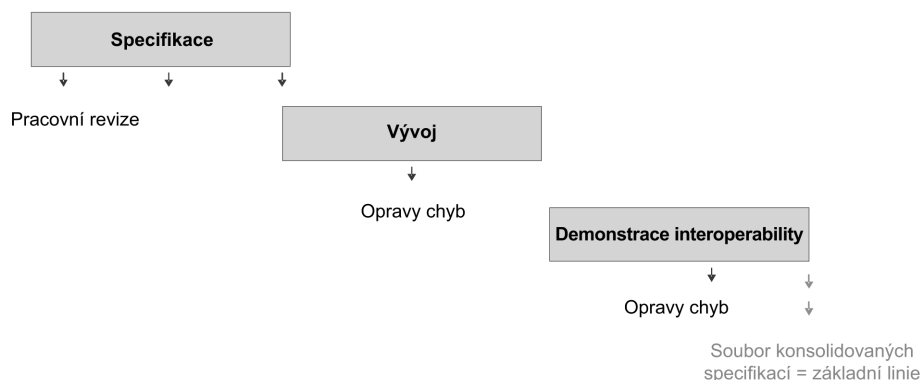 Specifikace
Pracovní revize
Vývoj
Opravy chyb
Demonstrace interoperability
Opravy chyb
Soubor konsolidovaných
specifikací = základní linie